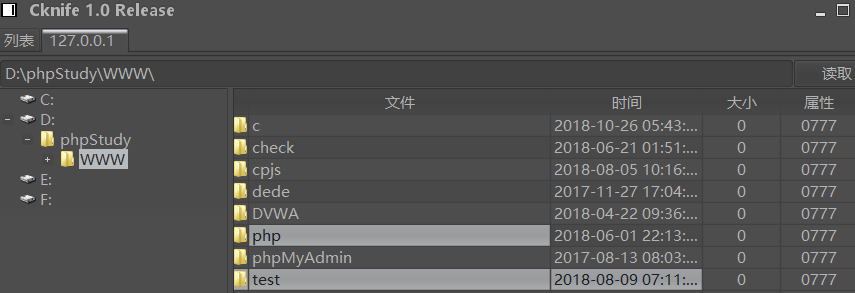 Cknife 1.0 Release
列表 127.0.0.1
D:\phpStudy\WWW\ 读取
C:
D:
phpStudy
WWW
E:
F:
文件 时间 大小 属性
c 2018-10-26 05:43:... 0 0777
check 2018-06-21 01:51:... 0 0777
cpjs 2018-08-05 10:16:... 0 0777
dede 2017-11-27 17:04:... 0 0777
DVWA 2018-04-22 09:36:... 0 0777
php 2018-06-01 22:13:... 0 0777
phpMyAdmin 2017-08-13 08:03:... 0 0777
test 2018-08-09 07:11:... 0 0777